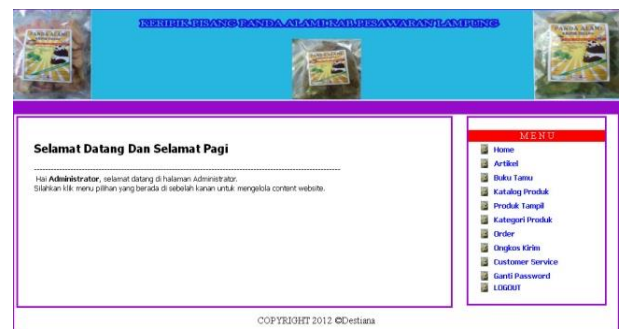 KERIPIK PISANG PANDA ALAMI KAB.PESAWARAN LAMPUNG
Selamat Datang Dan Selamat Pagi
Hai Administrator, selamat datang di halaman Administrator.
Silahkan klik menu pilihan yang berada di sebelah kanan untuk mengelola content website.
MENU
Home
Artikel
Buku Tamu
Katalog Produk
Produk Tampil
Kategori Produk
Order
Ongkos Kirim
Customer Service
Ganti Password
LOGOUT
COPYRIGHT 2012 ©Destiana